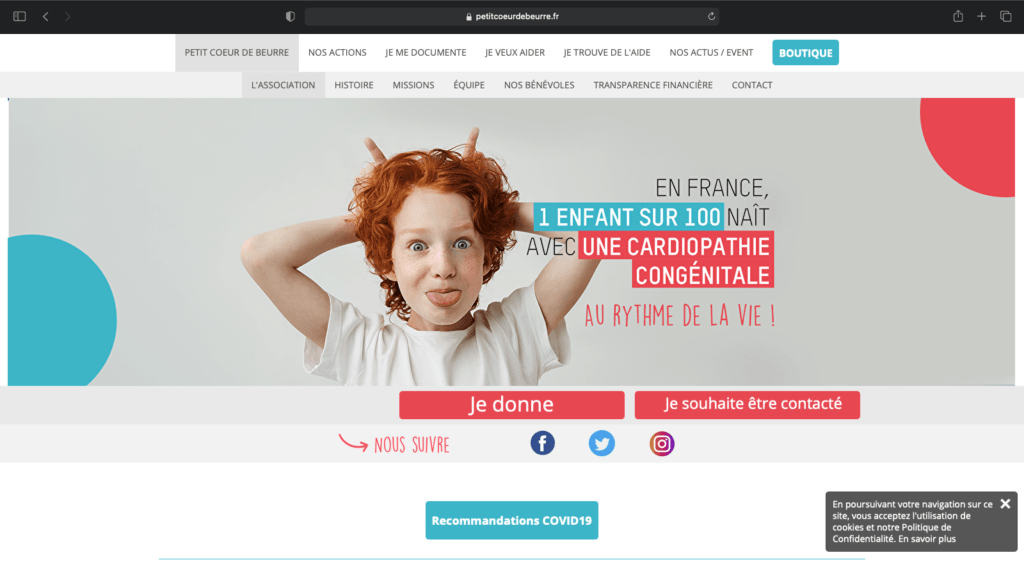 petitcoeurdebeurre.fr
PETIT COEUR DE BEURRE NOS ACTIONS JE ME DOCUMENTE JE VEUX AIDER JE TROUVE DE L'AIDE NOS ACTUS / EVENT BOUTIQUE
L'ASSOCIATION HISTOIRE MISSIONS ÉQUIPE NOS BÉNÉVOLES TRANSPARENCE FINANCIÈRE CONTACT
EN FRANCE,
1 ENFANT SUR 100 NAÎT
AVEC UNE CARDIOPATHIE
CONGÉNITALE
AU RYTHME DE LA VIE !
Je donne Je souhaite être contacté
NOUS SUIVRE
Recommandations COVID19
En poursuivant votre navigation sur ce
site, vous acceptez l'utilisation de
cookies et notre Politique de
Confidentialité. En savoir plus